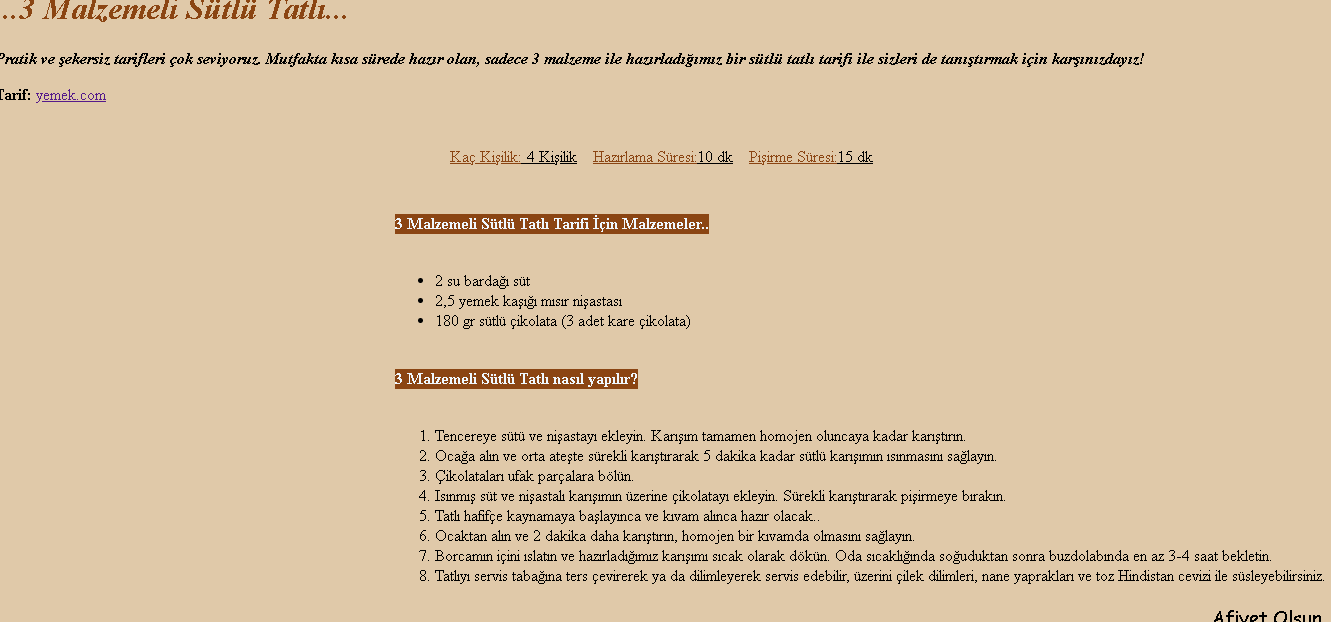 ...3 Malzemeli Sütlü Tatlı...
Pratik ve şekersiz tarifleri çok seviyoruz. Mutfakta kısa sürede hazır olan, sadece 3 malzeme ile hazırladığımız bir sütlü tatlı tarifi ile sizleri de tanıştırmak için karşınızdayız!
Tarif: yemek.com
Kaç Kişilik: 4 Kişilik Hazırlama Süresi:10 dk Pişirme Süresi:15 dk
3 Malzemeli Sütlü Tatlı Tarifi İçin Malzemeler..
• 2 su bardağı süt
• 2,5 yemek kaşığı mısır nişastası
• 180 gr sütlü çikolata (3 adet kare çikolata)
3 Malzemeli Sütlü Tatlı nasıl yapılır?
1. Tencereye sütü ve nişastayı ekleyin. Karışım tamamen homojen oluncaya kadar karıştırın.
2. Ocağa alın ve orta ateşte sürekli karıştırarak 5 dakika kadar sütlü karışımın ısınmasını sağlayın.
3. Çikolataları ufak parçalara bölün.
4. Isınmış süt ve nişastalı karışımın üzerine çikolatayı ekleyin. Sürekli karıştırarak pişirmeye bırakın.
5. Tatlı hafifçe kaynamaya başlayınca ve kıvam alınca hazır olacak..
6. Ocaktan alın ve 2 dakika daha karıştırın, homojen bir kıvamda olmasını sağlayın.
7. Borcamın içini ıslatın ve hazırladığımız karışımı sıcak olarak dökün. Oda sıcaklığında soğuduktan sonra buzdolabında en az 3-4 saat bekletin.
8. Tatlıyı servis tabağına ters çevirerek ya da dilimleyerek servis edebilir, üzerini çilek dilimleri, nane yaprakları ve toz Hindistan cevizi ile süsleyebilirsiniz.
Afiyet Olsun